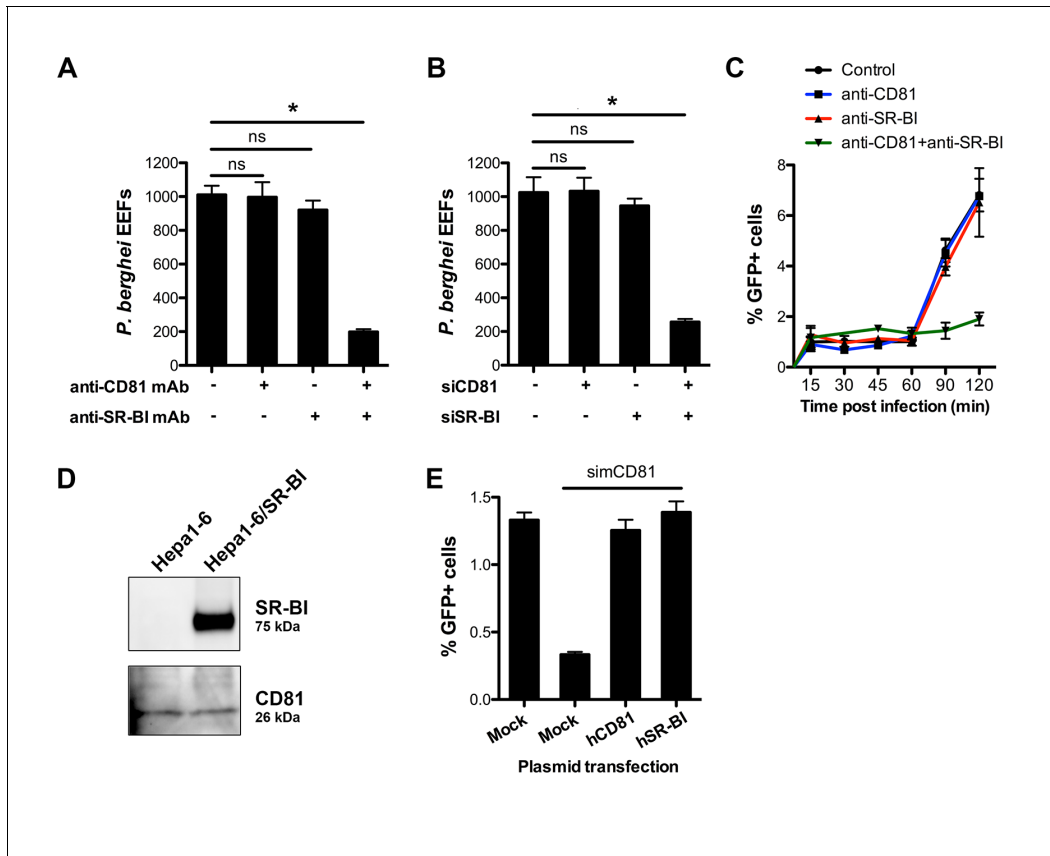 A
*
ns
ns
1200
1000
800
600
400
200
0
P. berghei EEFs
anti-CD81 mAb - + - +
anti-SR-BI mAb - - + +
B
*
ns
ns
1200
1000
800
600
400
200
0
P. berghei EEFs
siCD81 - + - +
siSR-BI - - + +
C
Control
anti-CD81
anti-SR-BI
anti-CD81+anti-SR-BI
8
6
4
2
0
% GFP+ cells
15 30 45 60 90 120
Time post infection (min)
D
Hepa1-6
Hepa1-6/SR-BI
SR-BI
75 kDa
CD81
26 kDa
E
simCD81
1.5
1.0
0.5
0.0
% GFP+ cells
Mock Mock hCD81 hSR-BI
Plasmid transfection